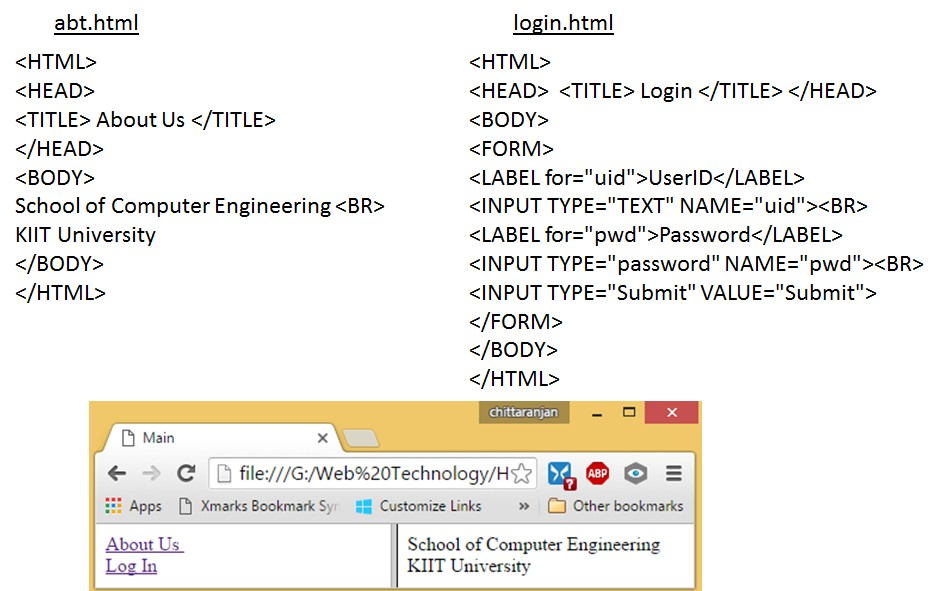 abt.html
<HTML>
<HEAD>
<TITLE> About Us </TITLE>
</HEAD>
<BODY>
School of Computer Engineering <BR>
KIIT University
</BODY>
</HTML>
login.html
<HTML>
<HEAD> <TITLE> Login </TITLE> </HEAD>
<BODY>
<FORM>
<LABEL for="uid">UserID</LABEL>
<INPUT TYPE="TEXT" NAME="uid"><BR>
<LABEL for="pwd">Password</LABEL>
<INPUT TYPE="password" NAME="pwd"><BR>
<INPUT TYPE="Submit" VALUE="Submit">
</FORM>
</BODY>
</HTML>
chittaranjan
Main
file:///G:/Web%20Technology/H
ABP ?
Apps Xmarks Bookmark Syn Customize Links » Other bookmarks
About Us
Log In
School of Computer Engineering
KIIT University